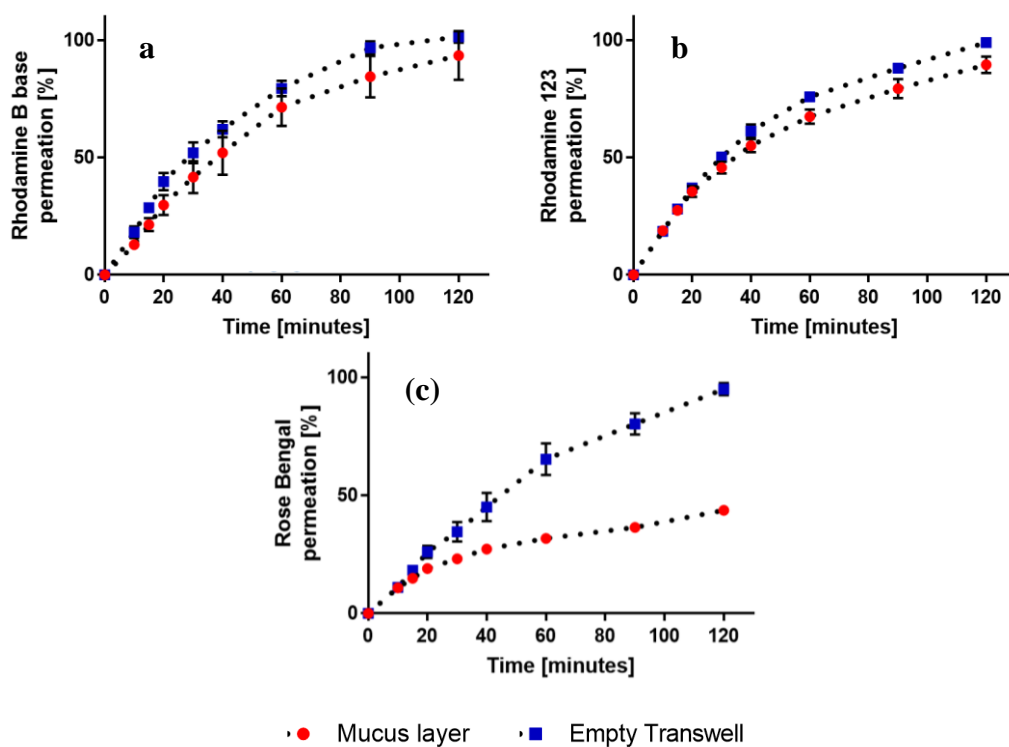 a
Rhodamine B base
permeation [%]
100
50
0
0 20 40 60 80 100 120
Time [minutes]
b
Rhodamine 123
permeation [%]
100
50
0
0 20 40 60 80 100 120
Time [minutes]
(c)
Rose Bengal
permeation [%]
100
50
0
0 20 40 60 80 100 120
Time [minutes]
Mucus layer Empty Transwell